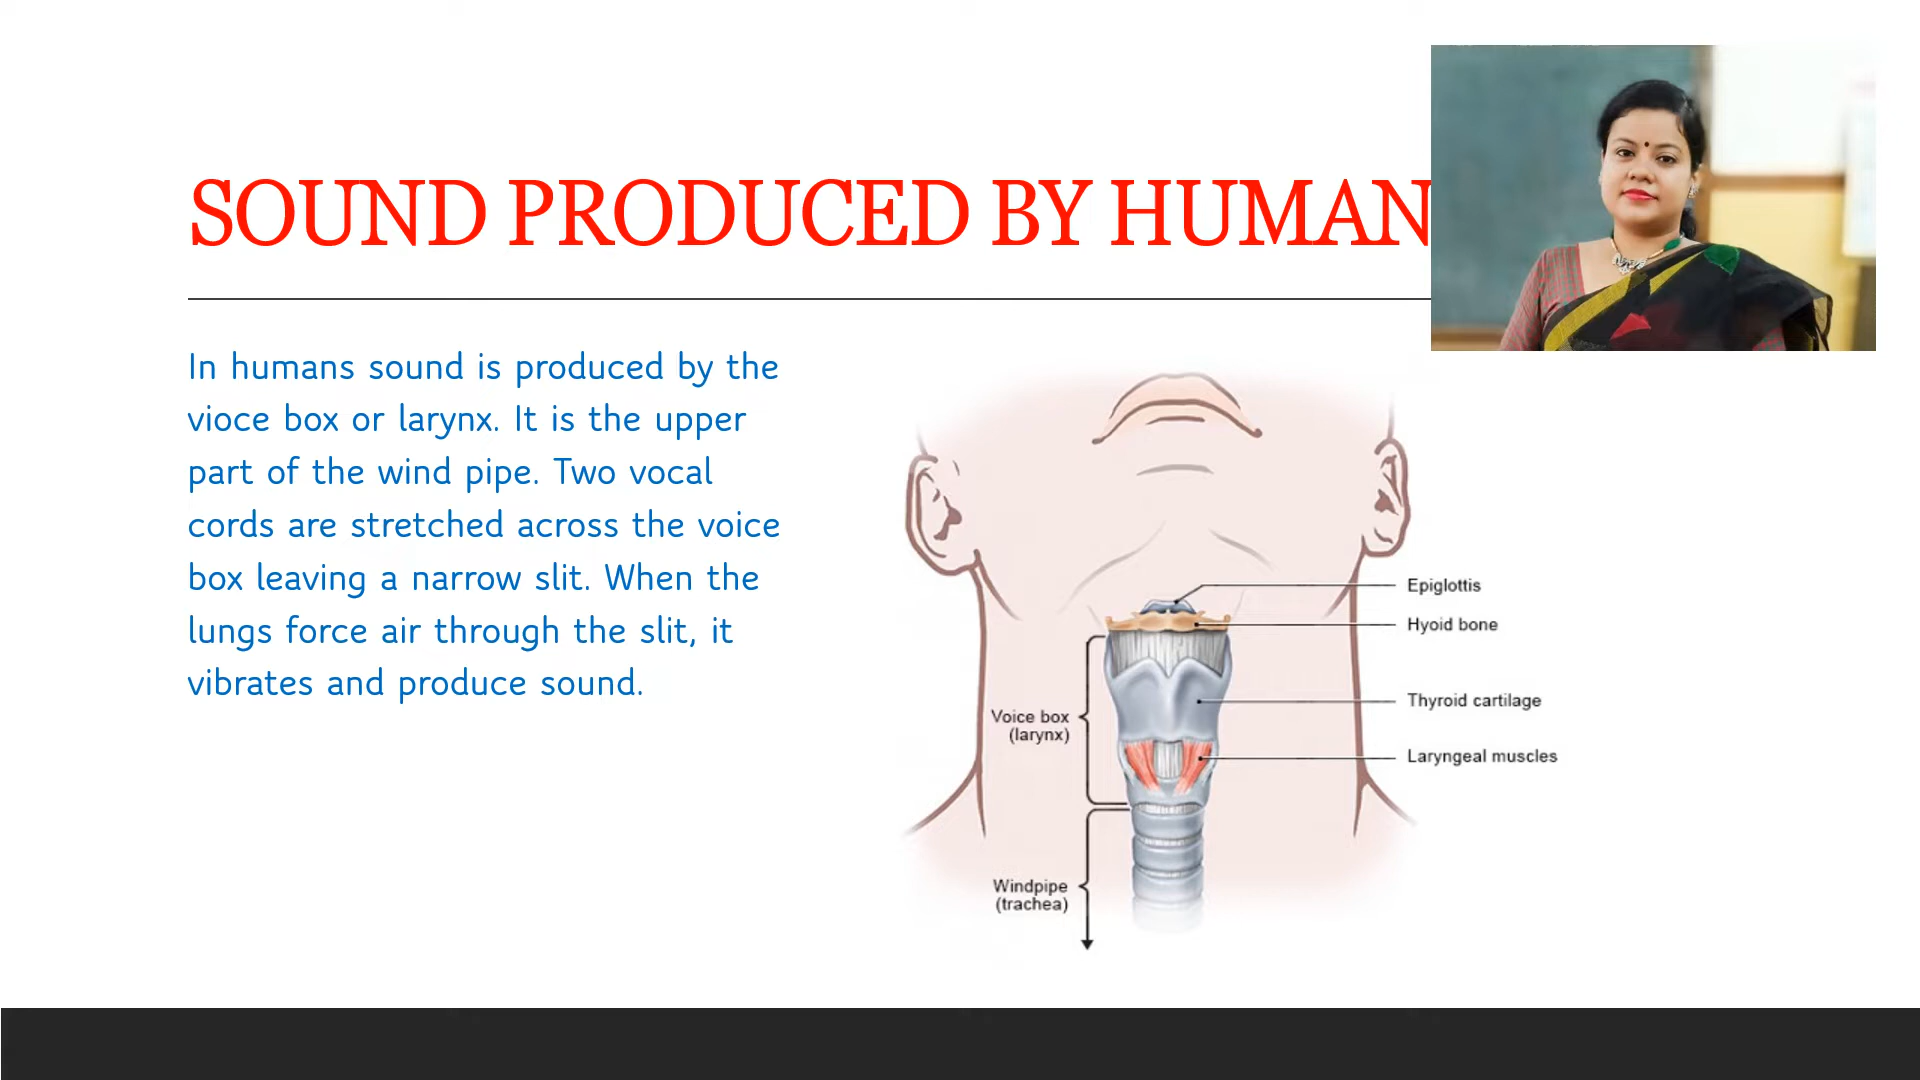 SOUND PRODUCED BY HUMAN
In humans sound is produced by the
vioce box or larynx. It is the upper
part of the wind pipe. Two vocal
cords are stretched across the voice
box leaving a narrow slit. When the
lungs force air through the slit, it
vibrates and produce sound.
Epiglottis
Hyoid bone
Thyroid cartilage
Voice box
(larynx)
Laryngeal muscles
Windpipe
(trachea)